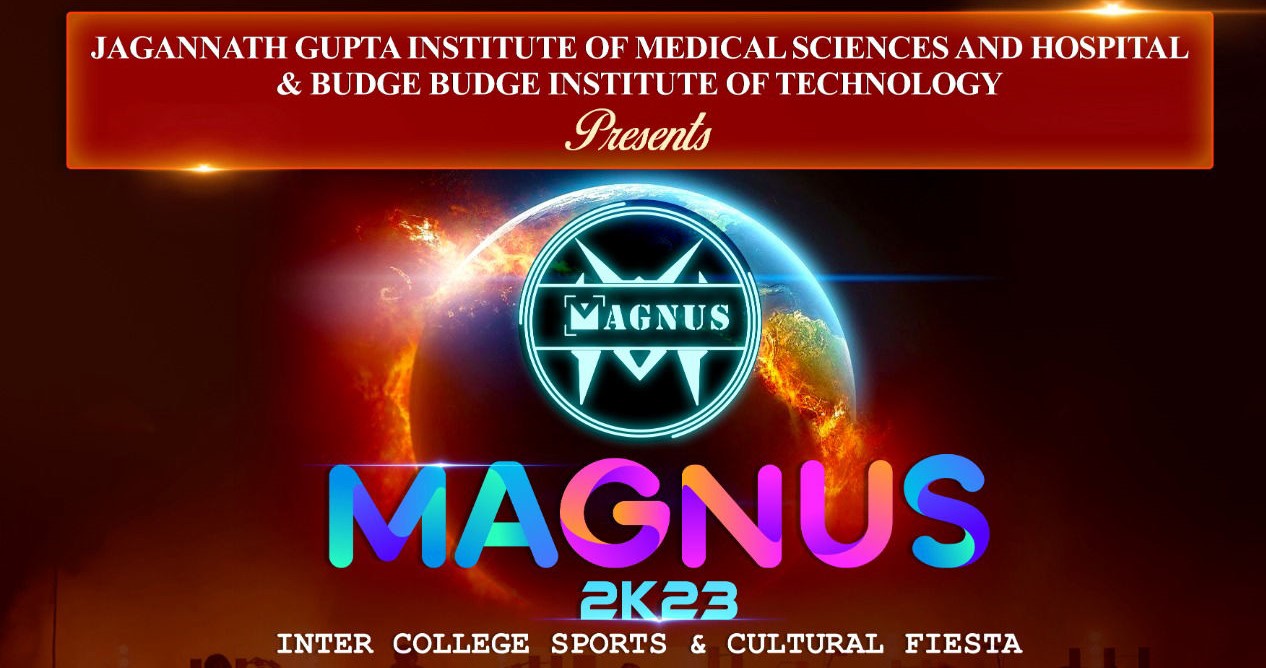 JAGANNATH GUPTA INSTITUTE OF MEDICAL SCIENCES AND HOSPITAL
& BUDGE BUDGE INSTITUTE OF TECHNOLOGY
Presents
MAGNUS
MAGNUS
2K23
INTER COLLEGE SPORTS & CULTURAL FIESTA